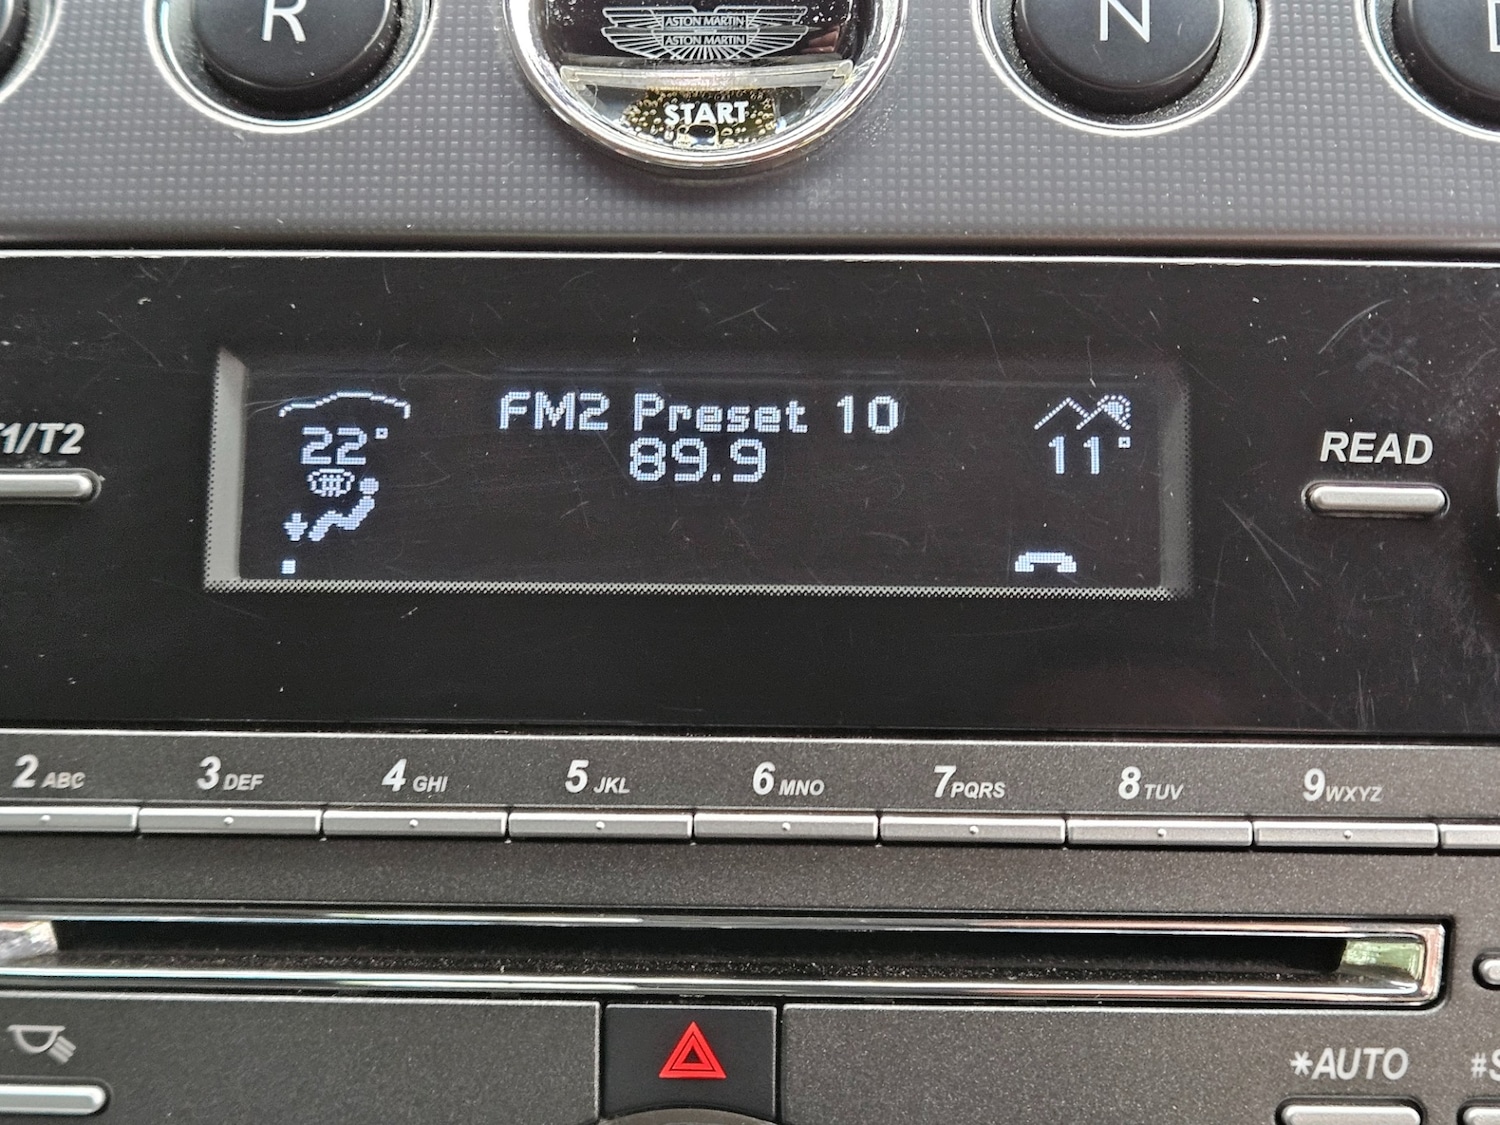 R
ASTON MARTIN
ASTON MARTIN
START
N
T1/T2
22°
FM2 Preset 10
89.9
11°
READ
2 ABC
3 DEF
4 GHI
5 JKL
6 MNO
7 PQRS
8 TUV
9 WXYZ
*AUTO